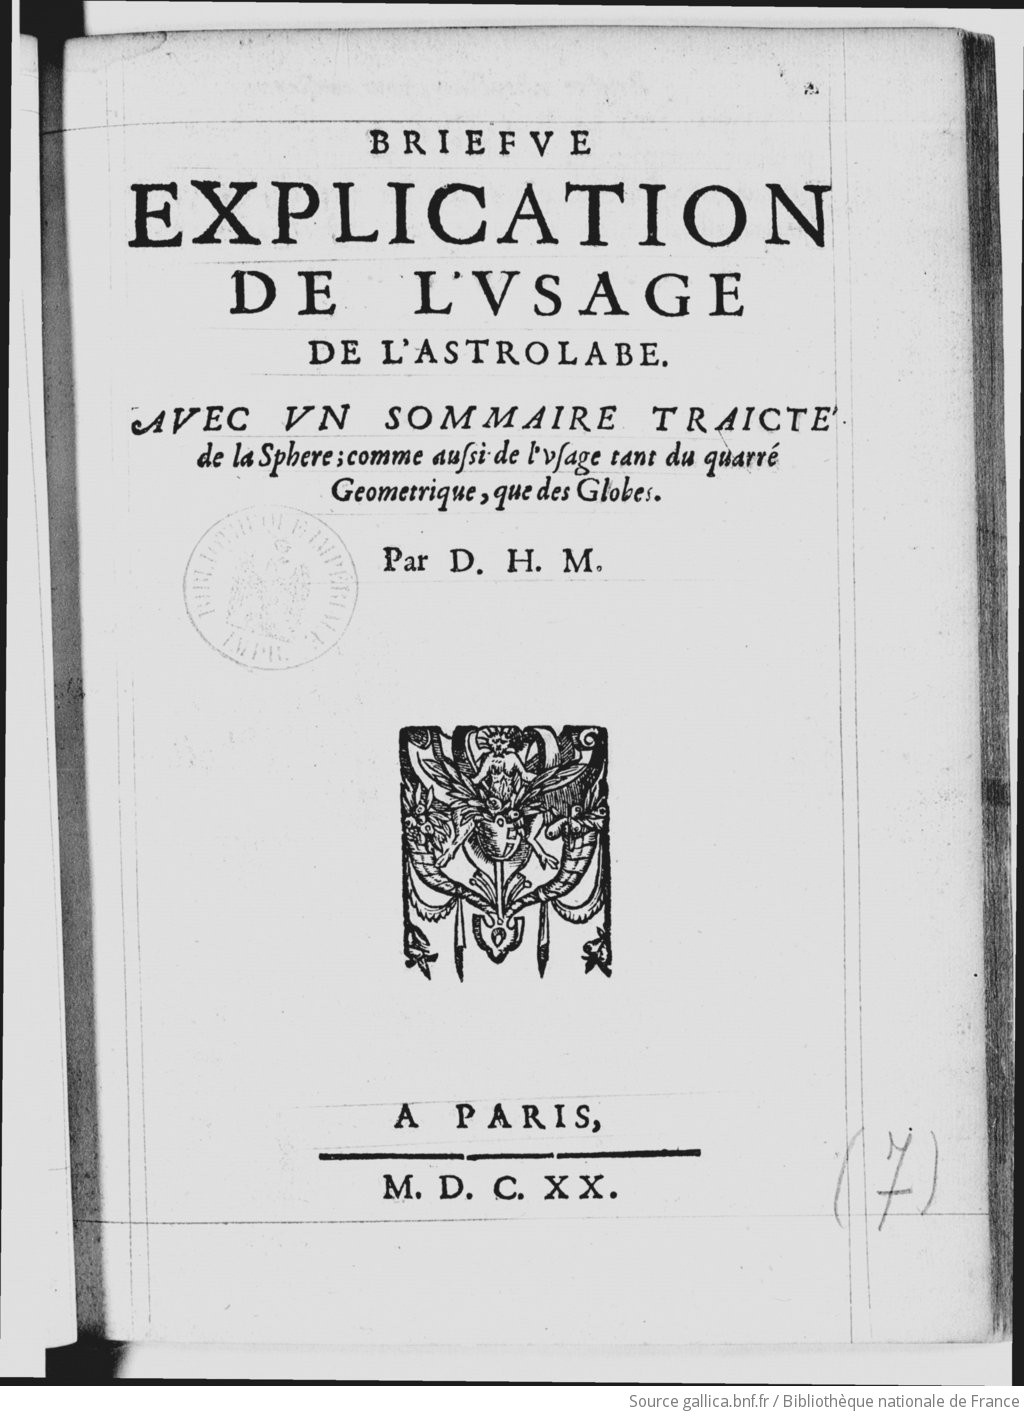 BRIEFVE
EXPLICATION
DE L'VSAGE
DE L'ASTROLABE.
AVEC VN SOMMAIRE TRAICTE'
de la Sphere; comme auſsi de l'vſage tant du quarré
Geometrique, que des Globes.
Par D. H. M.
BIBLIOTHEQUE IMPERIALE
IMPR.
A PARIS,
M. D. C. XX.
(7)
Source gallica.bnf.fr / Bibliothèque nationale de France